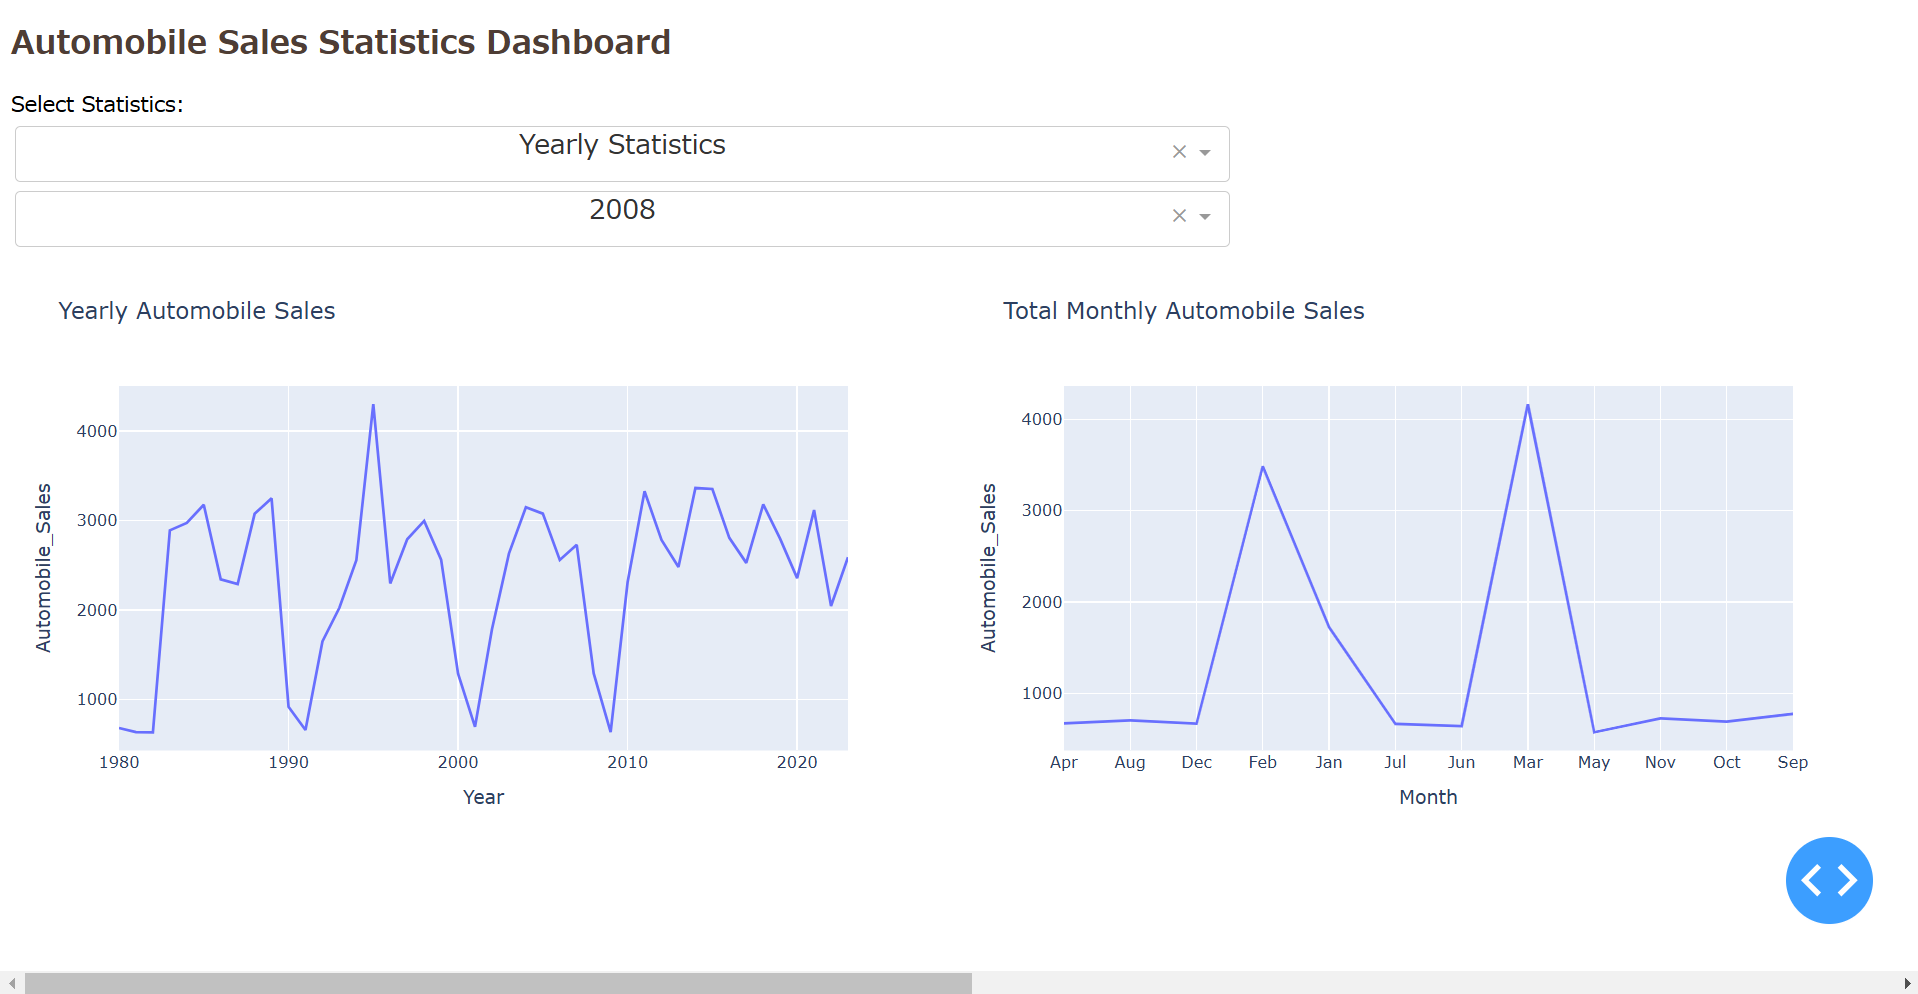 Automobile Sales Statistics Dashboard
Select Statistics:
Yearly Statistics
2008
Yearly Automobile Sales
4000
3000
2000
1000
Automobile_Sales
1980 1990 2000 2010 2020
Year
Total Monthly Automobile Sales
4000
3000
2000
1000
Automobile_Sales
Apr Aug Dec Feb Jan Jul Jun Mar May Nov Oct Sep
Month